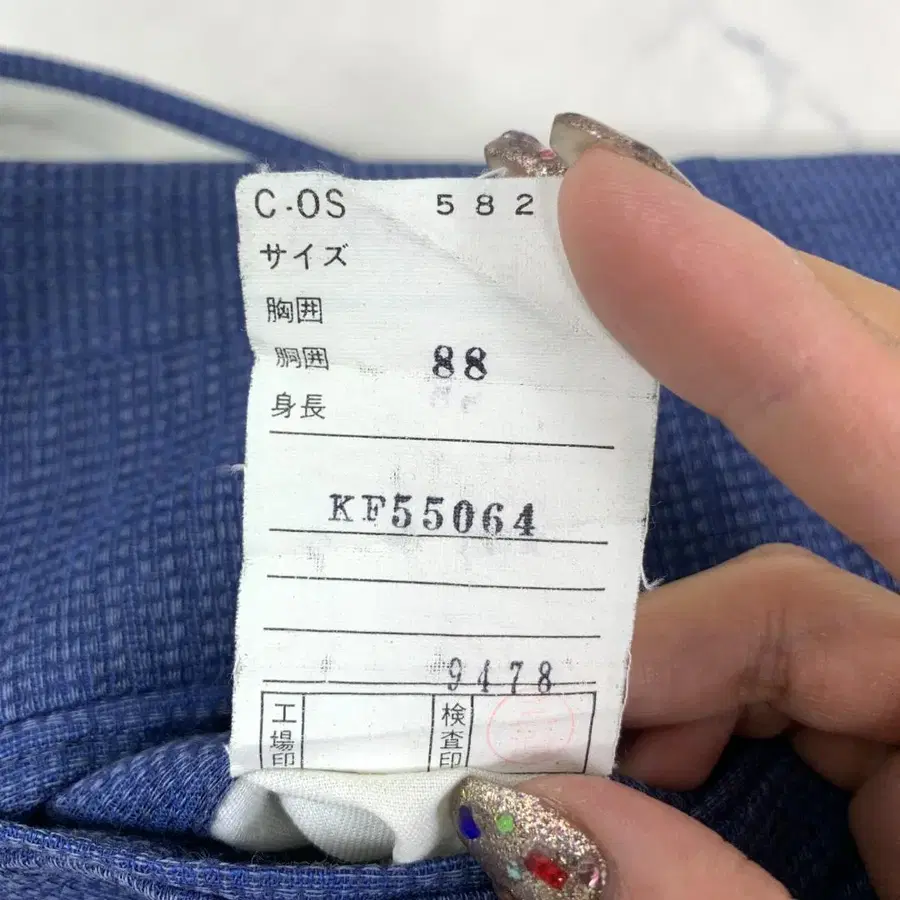 C.OS 582
サイズ
胸囲
胴囲 88
身長
KF55064
9478
工場印 検査印